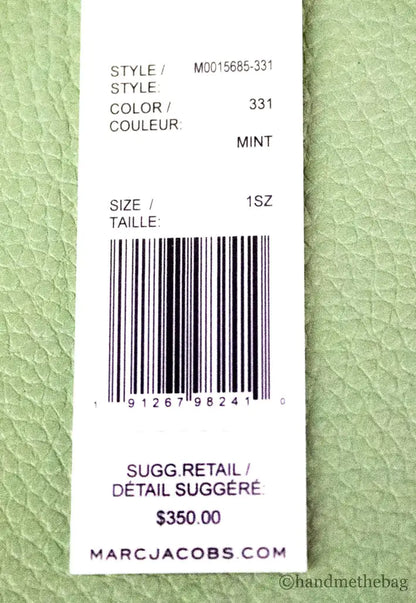 STYLE / M0015685-331
STYLE:
COLOR / 331
COULEUR:
MINT
SIZE / 1SZ
TAILLE:
1 91267 98241 0
SUGG.RETAIL /
DÉTAIL SUGGÉRÉ:
$350.00
MARCJACOBS.COM
©handmethebag